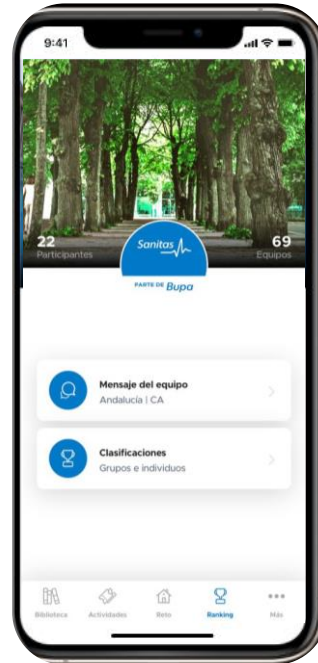 9:41
22
Participantes
69
Equipos
Sanitas
PARTE DE Bupa
Mensaje del equipo
Andalucía | CA
Clasificaciones
Grupos e individuos
Biblioteca
Actividades
Reto
Ranking
Más